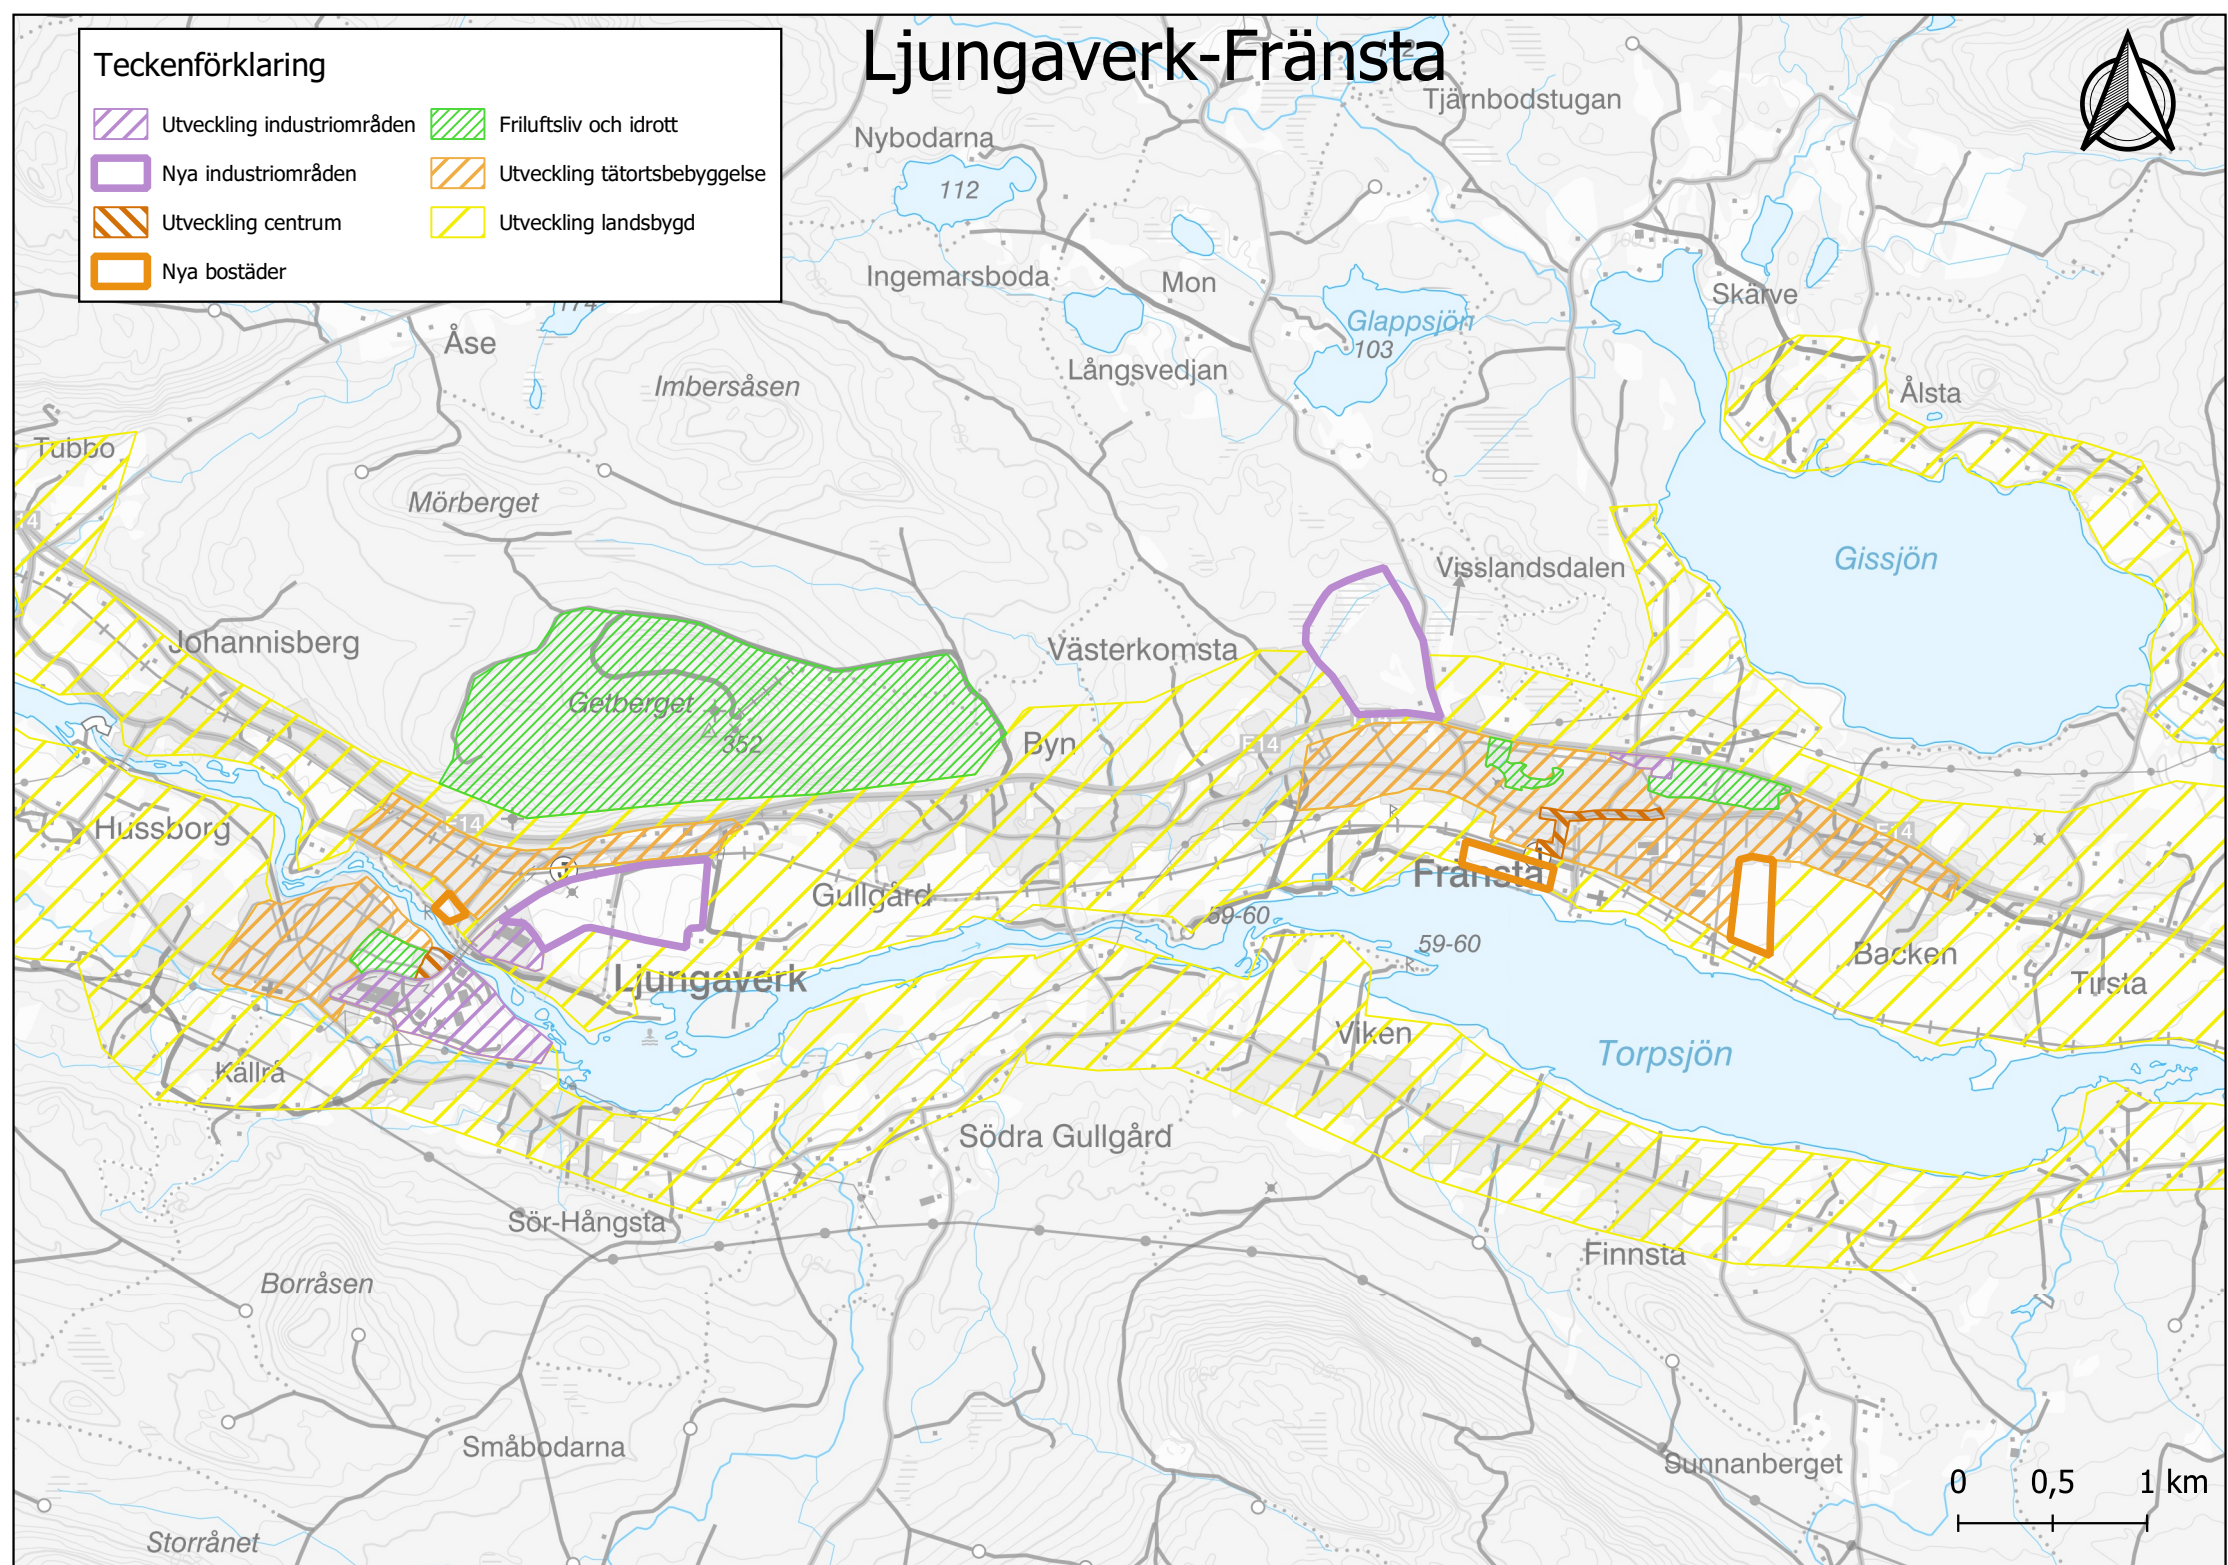 Ljungaverk-Fränsta
Teckenförklaring
Utveckling industriområden
Friluftsliv och idrott
Nya industriområden
Utveckling tätortsbebyggelse
Utveckling centrum
Utveckling landsbygd
Nya bostäder
Tjärnbodstugan
Nybodarna
112
Ingemarsboda
Mon
Skärve
174
Åse
Glappsjön
103
Långsvedjan
Imbersåsen
Ålsta
Tubbo
Mörberget
14
Gissjön
Visslandsdalen
Johannisberg
Västerkomsta
Getberget
352
Byn
E14
Hussborg
E14
E14
Fränsta
Gullgård
59-60
59-60
Backen
Ljungaverk
Tirsta
Viken
Torpsjön
Källrå
Södra Gullgård
Sör-Hångsta
Finnsta
Borråsen
Småbodarna
Sunnanberget
0 0,5 1 km
Storrånet